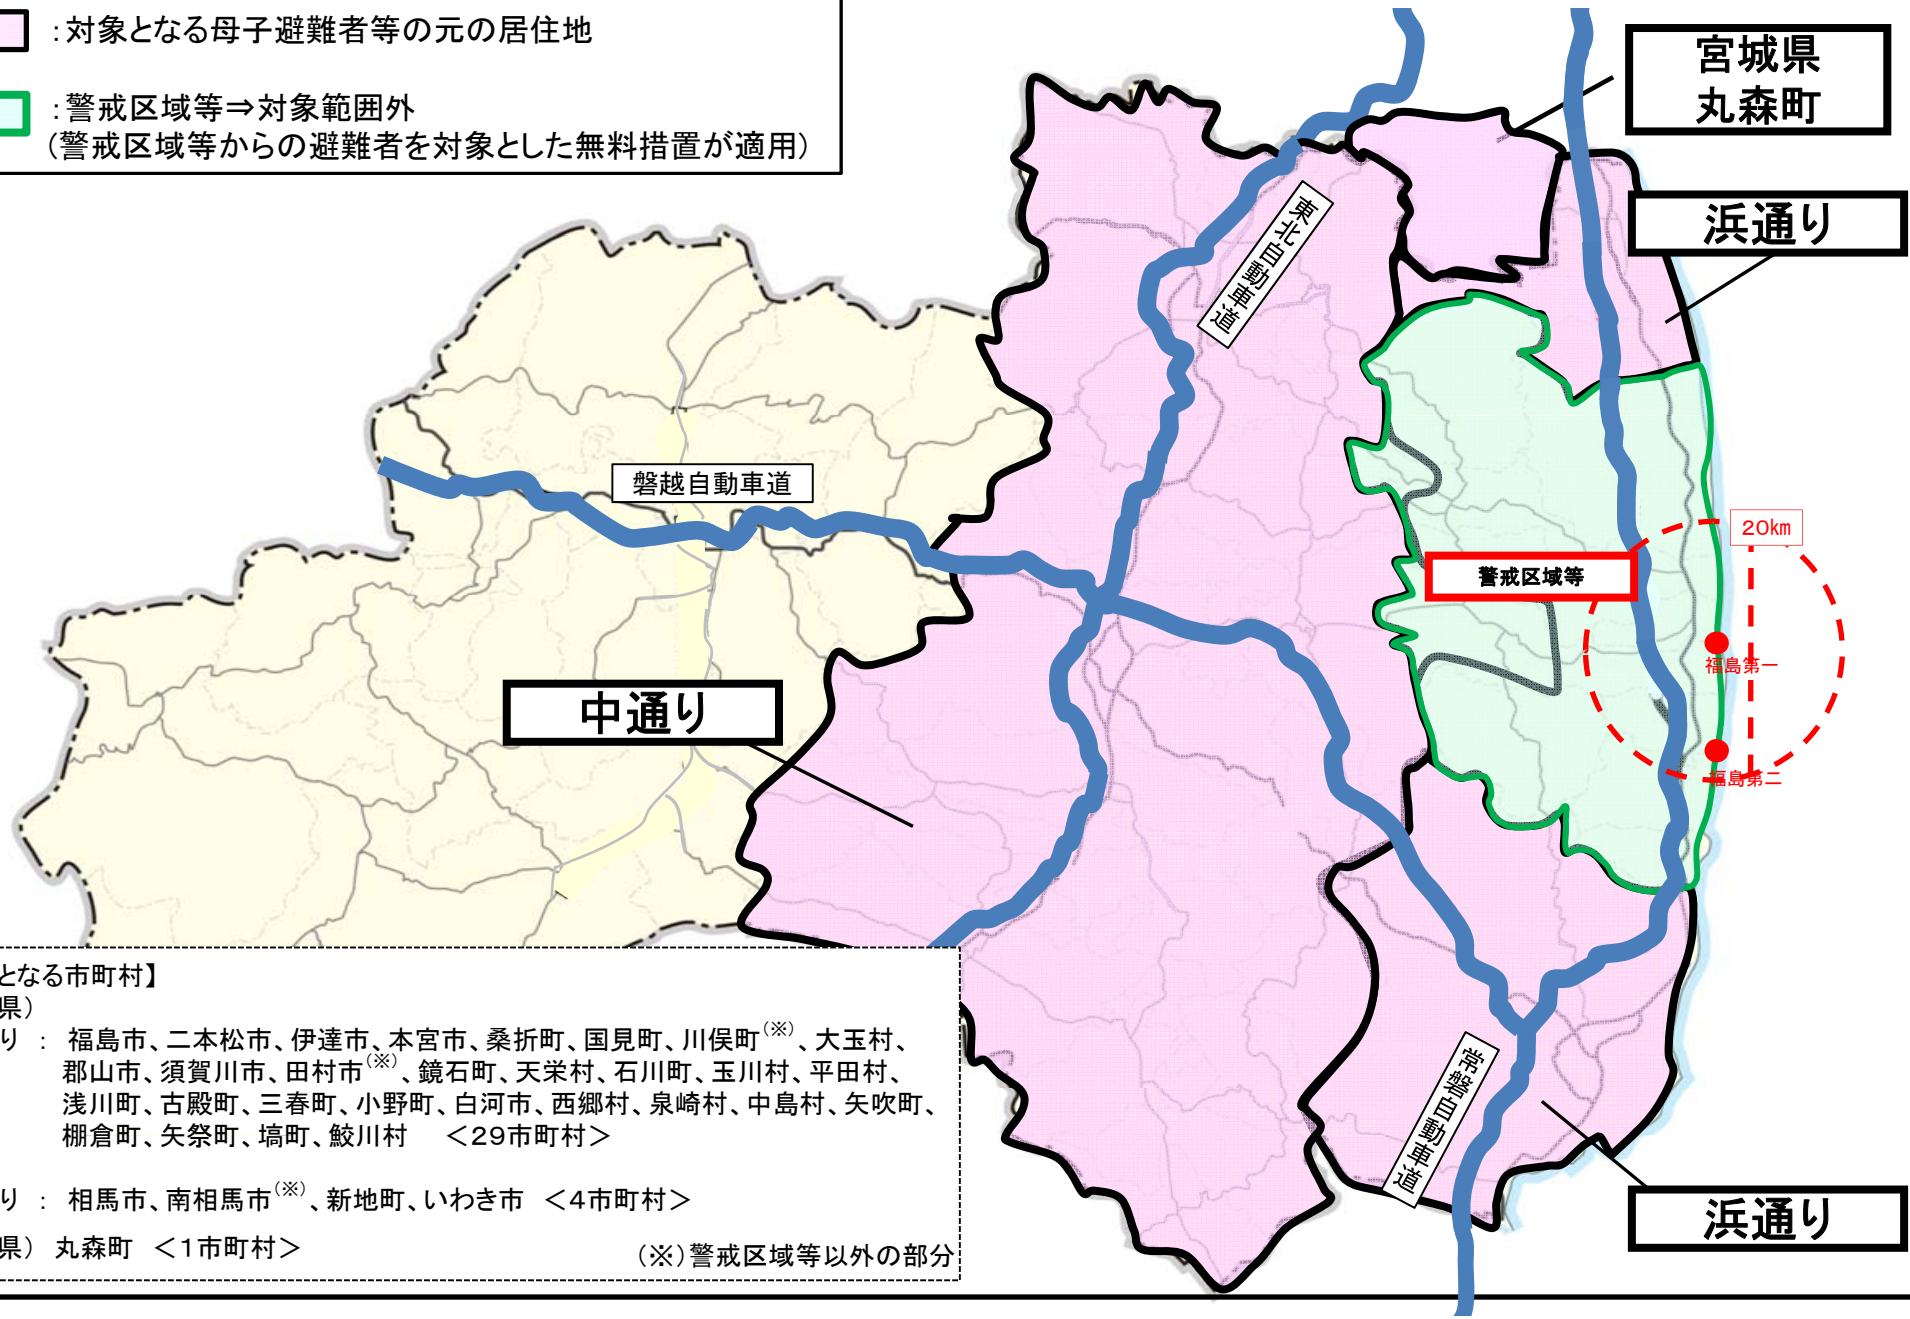 ：対象となる母子避難者等の元の居住地
：警戒区域等⇒対象範囲外
（警戒区域等からの避難者を対象とした無料措置が適用）
宮城県
丸森町
浜通り
東北自動車道
磐越自動車道
20km
警戒区域等
福島第一
中通り
福島第二
となる市町村】
県）
り ： 福島市、二本松市、伊達市、本宮市、桑折町、国見町、川俣町(※)、大玉村、
郡山市、須賀川市、田村市(※)、鏡石町、天栄村、石川町、玉川村、平田村、
浅川町、古殿町、三春町、小野町、白河市、西郷村、泉崎村、中島村、矢吹町、
棚倉町、矢祭町、塙町、鮫川村 ＜29市町村＞
り ： 相馬市、南相馬市(※)、新地町、いわき市 ＜4市町村＞
県） 丸森町 ＜1市町村＞
（※）警戒区域等以外の部分
常磐自動車道
浜通り